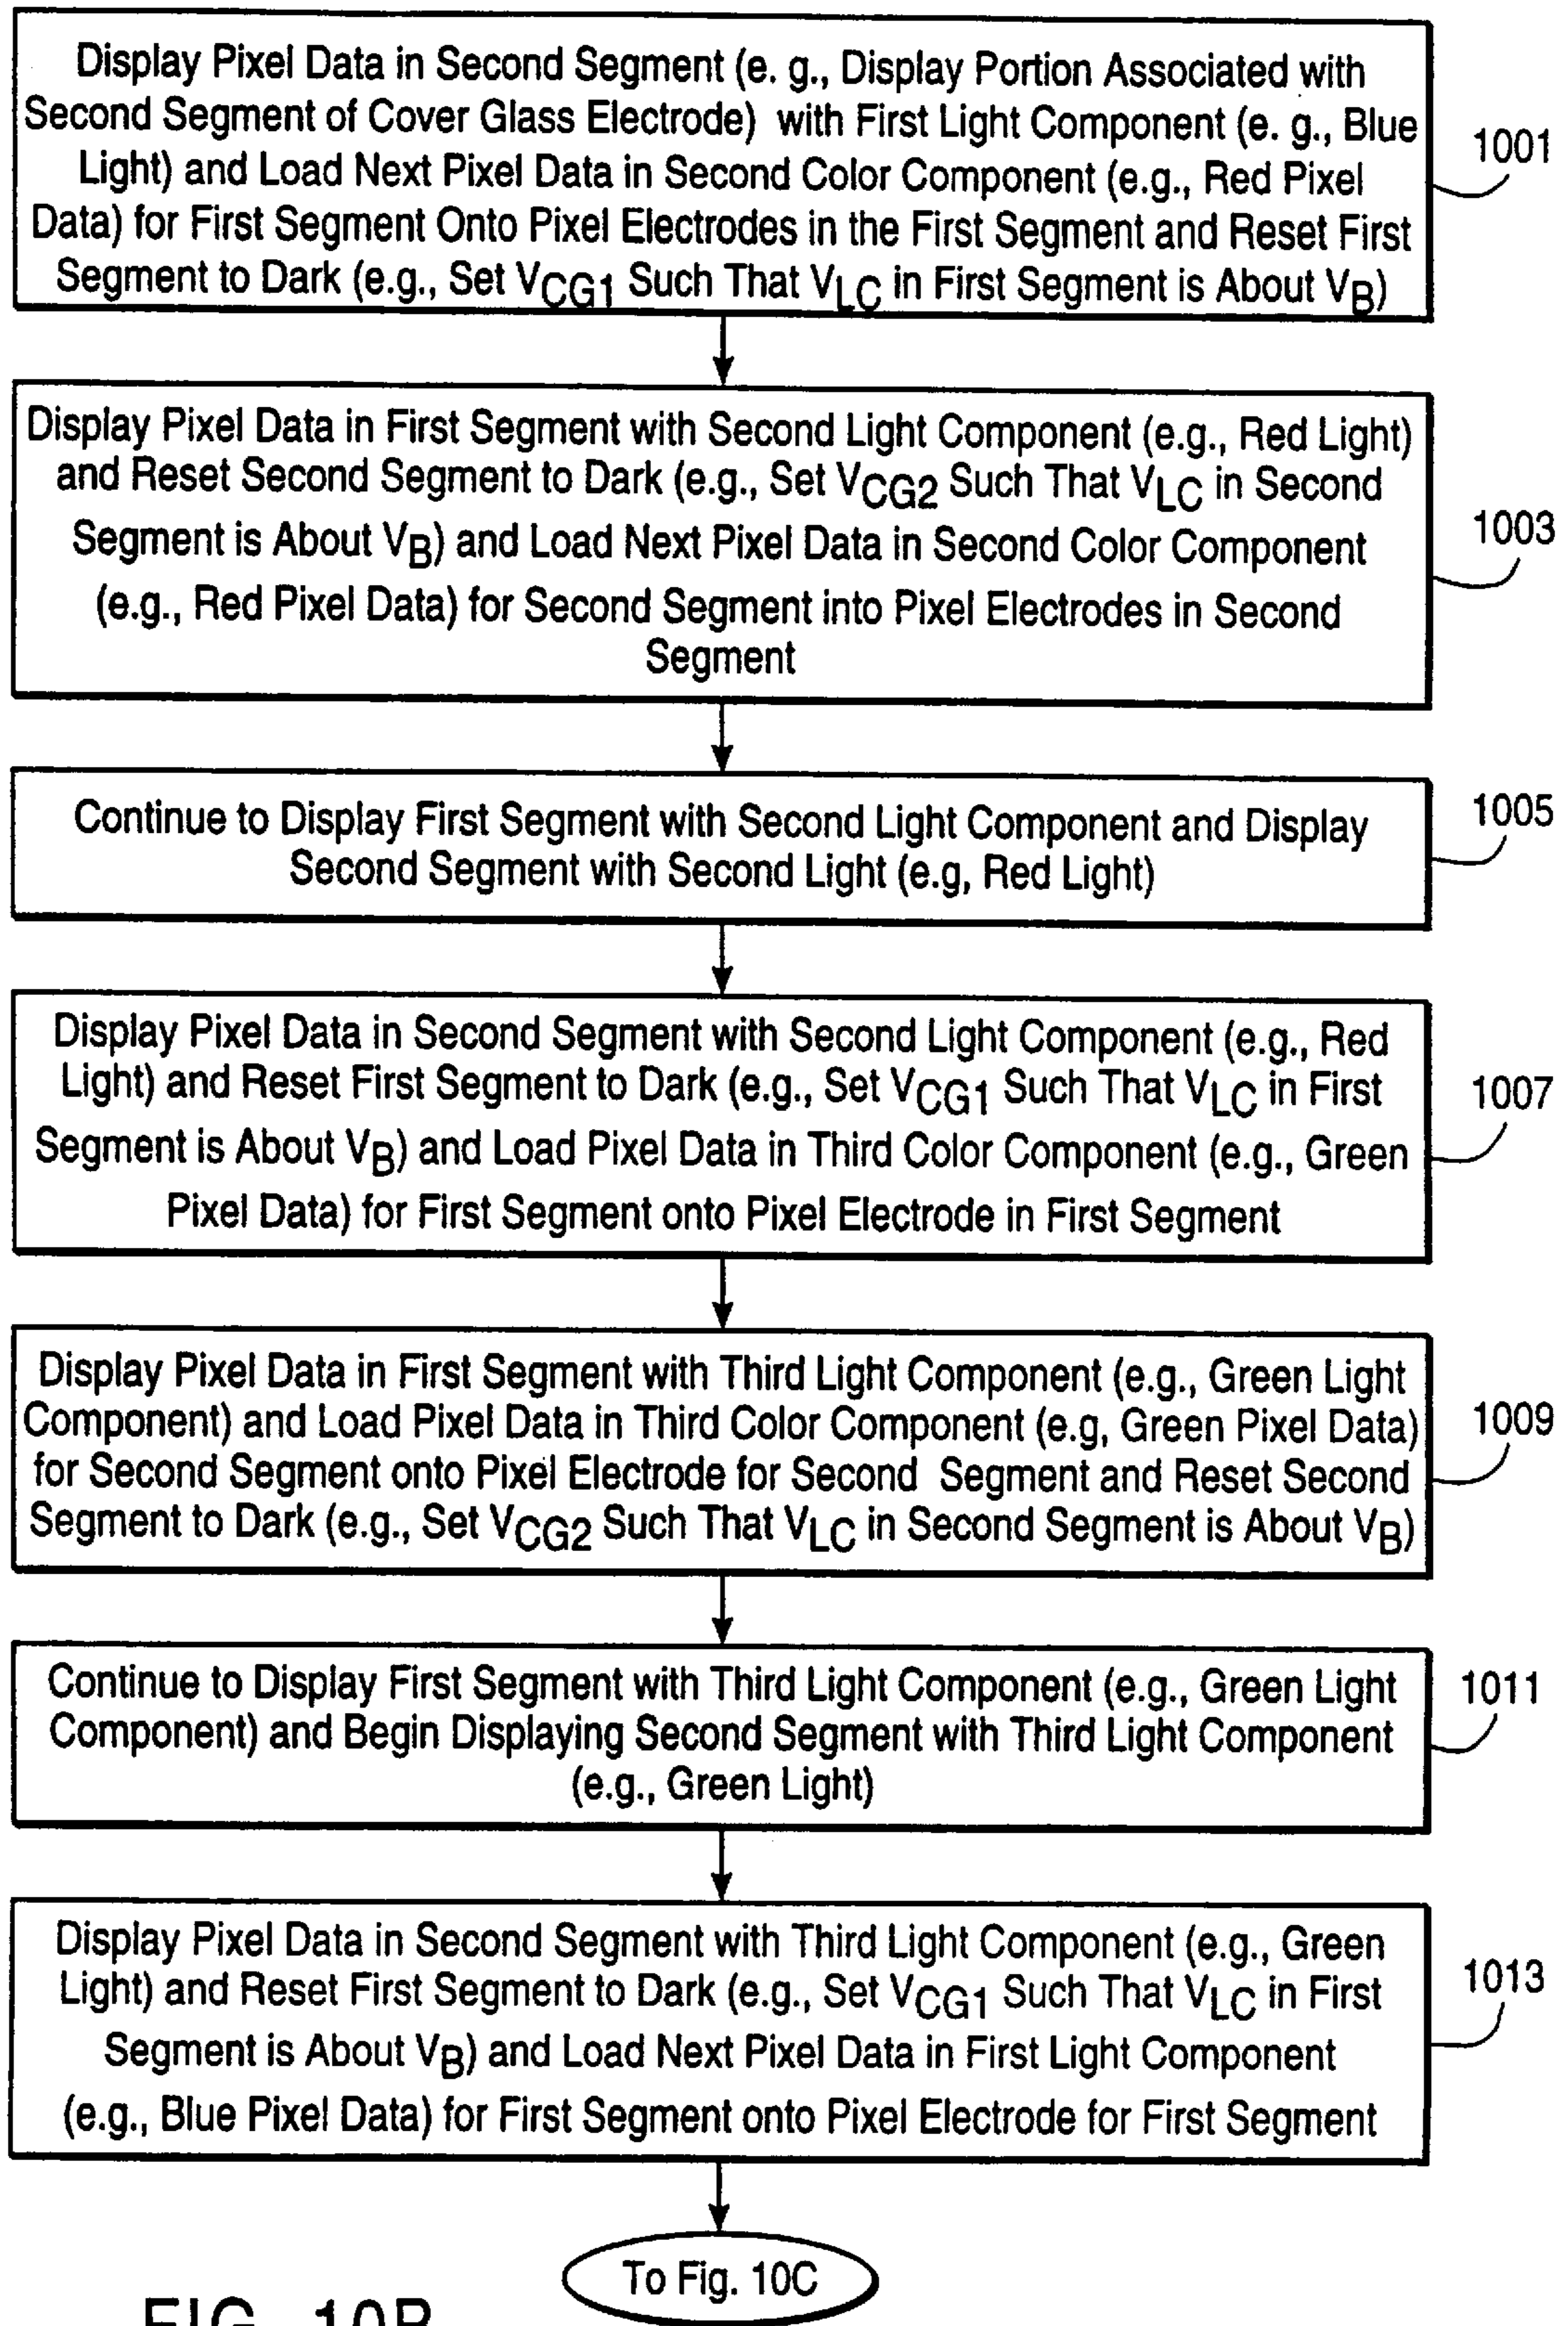 Display Pixel Data in Second Segment (e. g., Display Portion Associated with
Second Segment of Cover Glass Electrode) with First Light Component (e. g., Blue
Light) and Load Next Pixel Data in Second Color Component (e.g., Red Pixel
Data) for First Segment Onto Pixel Electrodes in the First Segment and Reset First
Segment to Dark (e.g., Set VCG1 Such That VLC in First Segment is About VB)
1001
Display Pixel Data in First Segment with Second Light Component (e.g., Red Light)
and Reset Second Segment to Dark (e.g., Set VCG2 Such That VLC in Second
Segment is About VB) and Load Next Pixel Data in Second Color Component
(e.g., Red Pixel Data) for Second Segment into Pixel Electrodes in Second
Segment
1003
Continue to Display First Segment with Second Light Component and Display
Second Segment with Second Light (e.g, Red Light)
1005
Display Pixel Data in Second Segment with Second Light Component (e.g., Red
Light) and Reset First Segment to Dark (e.g., Set VCG1 Such That VLC in First
Segment is About VB) and Load Pixel Data in Third Color Component (e.g., Green
Pixel Data) for First Segment onto Pixel Electrode in First Segment
1007
Display Pixel Data in First Segment with Third Light Component (e.g., Green Light
Component) and Load Pixel Data in Third Color Component (e.g, Green Pixel Data)
for Second Segment onto Pixel Electrode for Second Segment and Reset Second
Segment to Dark (e.g., Set VCG2 Such That VLC in Second Segment is About VB)
1009
Continue to Display First Segment with Third Light Component (e.g., Green Light
Component) and Begin Displaying Second Segment with Third Light Component
(e.g., Green Light)
1011
Display Pixel Data in Second Segment with Third Light Component (e.g., Green
Light) and Reset First Segment to Dark (e.g., Set VCG1 Such That VLC in First
Segment is About VB) and Load Next Pixel Data in First Light Component
(e.g., Blue Pixel Data) for First Segment onto Pixel Electrode for First Segment
1013
To Fig. 10C
FIG. 10B